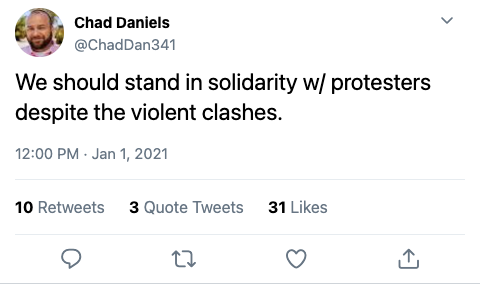 Chad Daniels
@ChadDan341
We should stand in solidarity w/ protesters
despite the violent clashes.
12:00 PM · Jan 1, 2021
10 Retweets 3 Quote Tweets 31 Likes